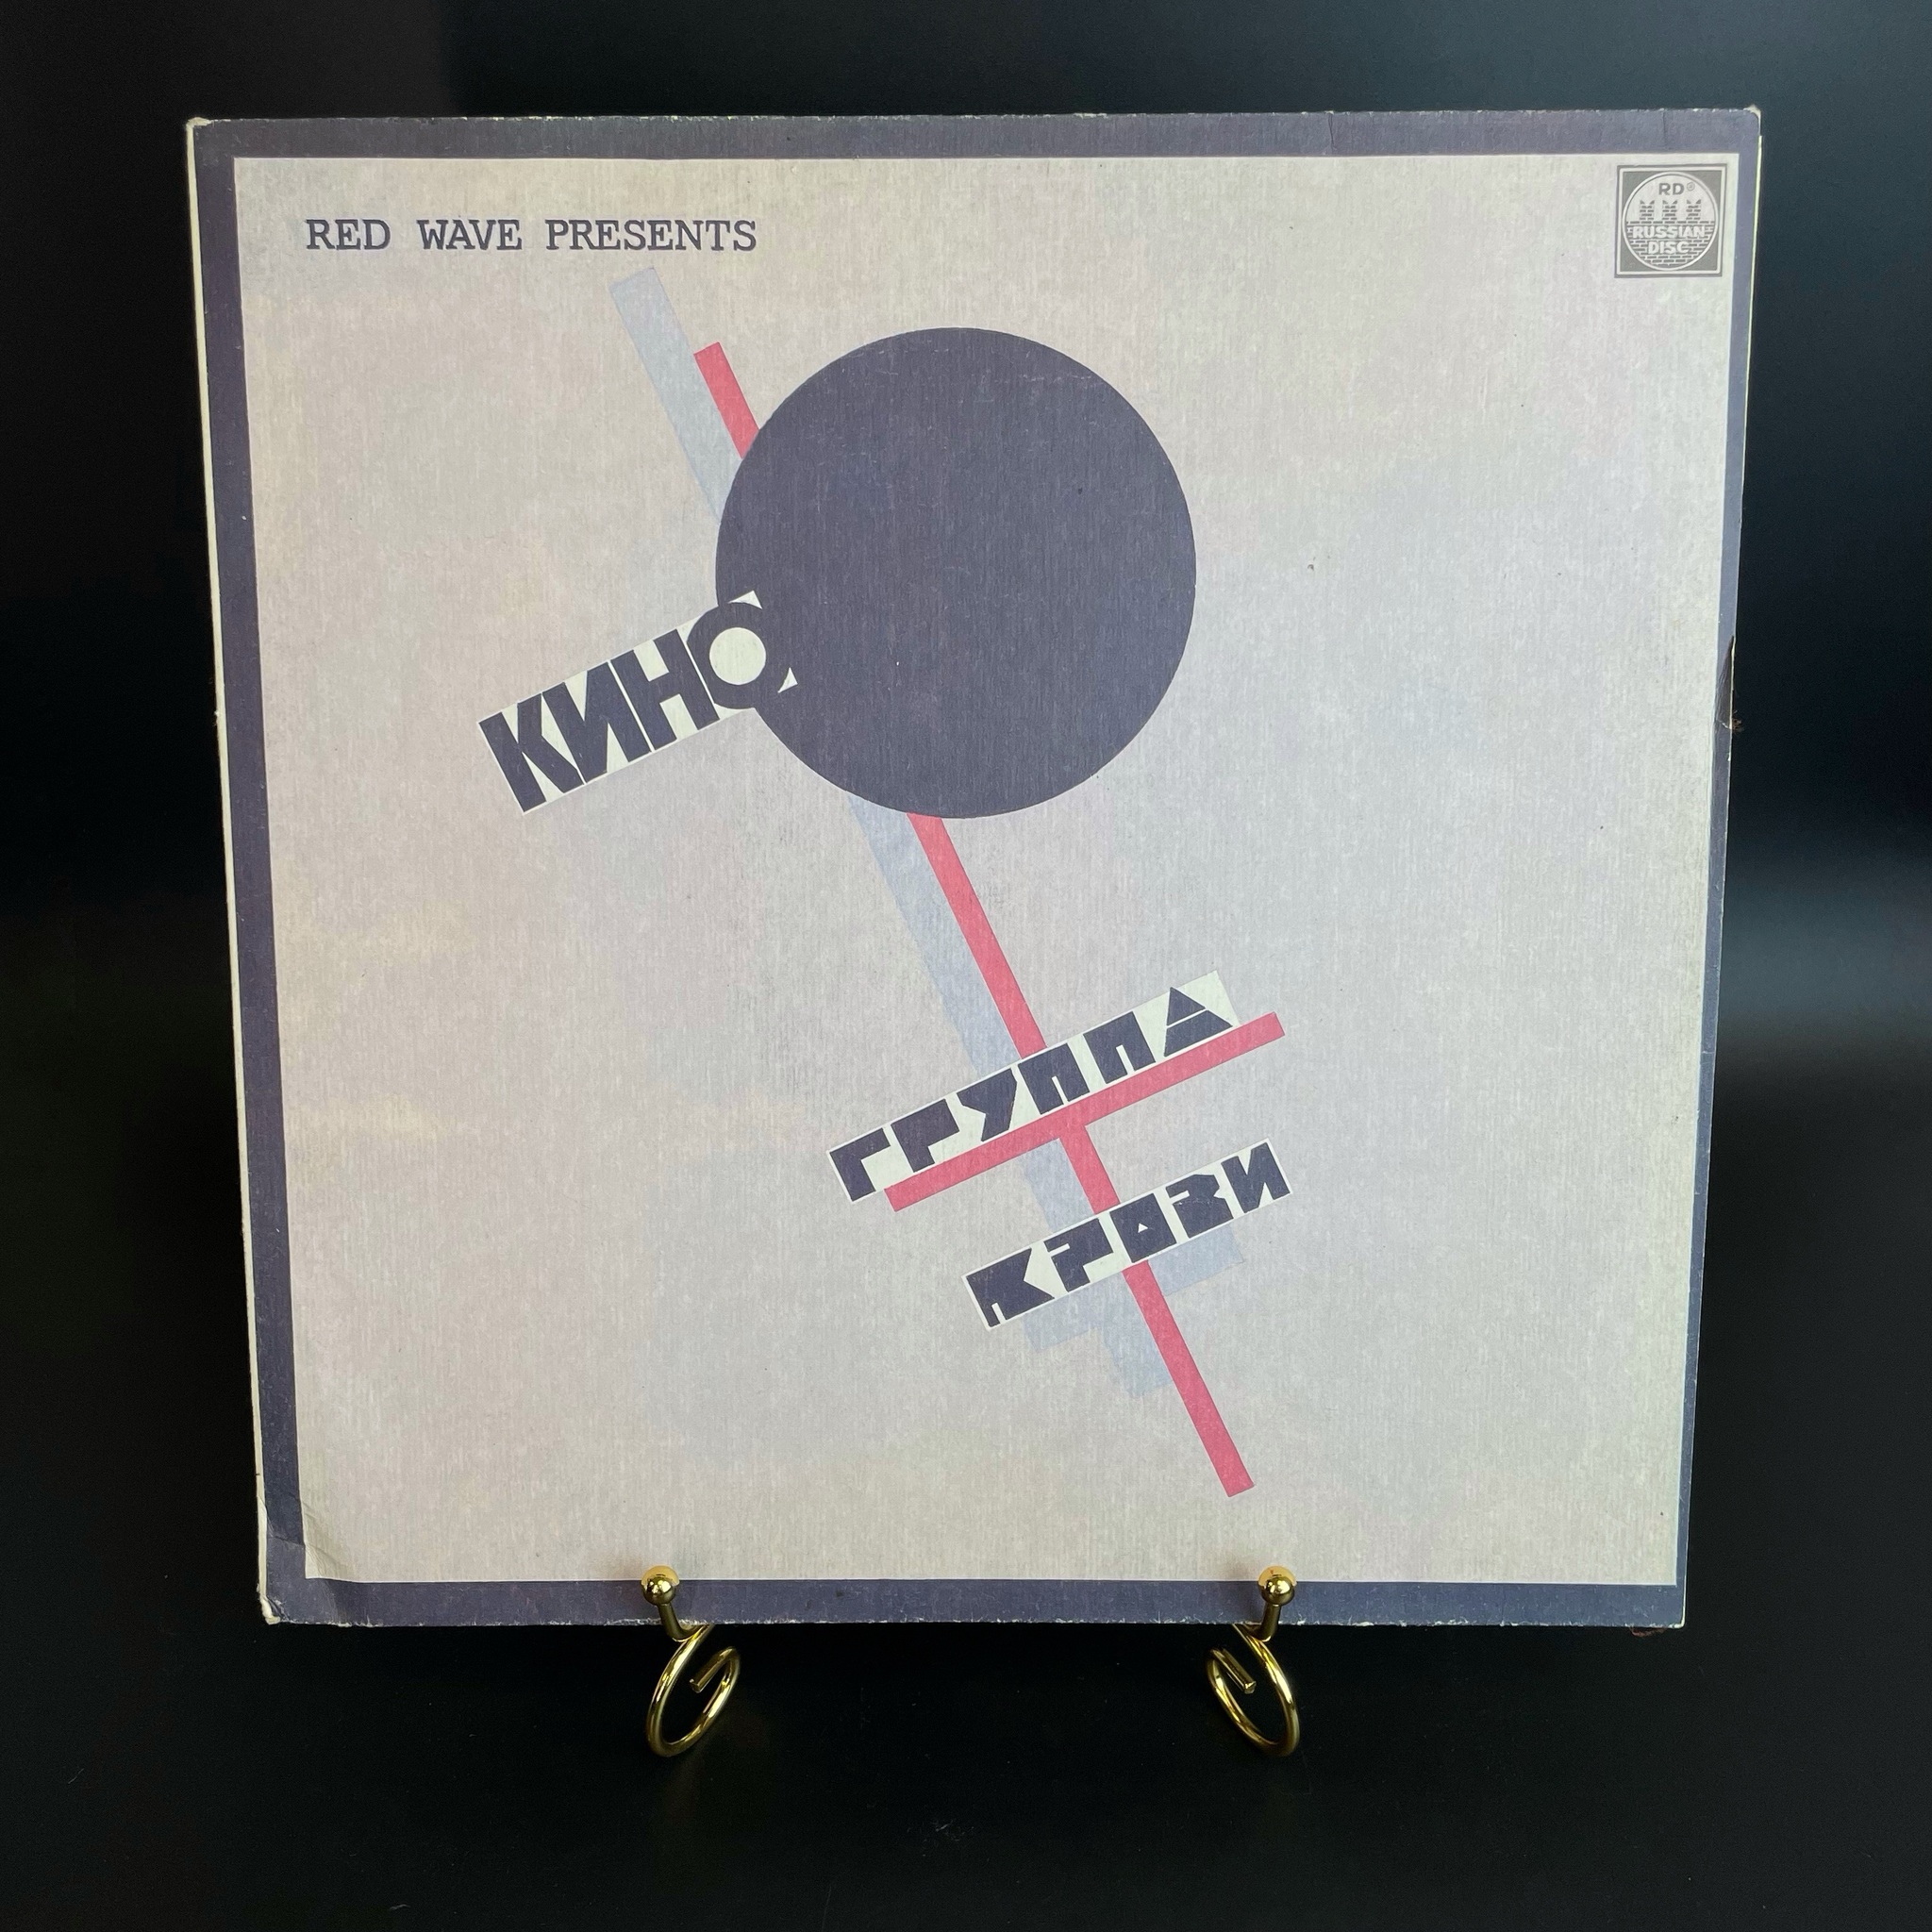 RED WAVE PRESENTS
RD®
RUSSIAN
DISC
КИНО
ГРУППА
КРОВИ